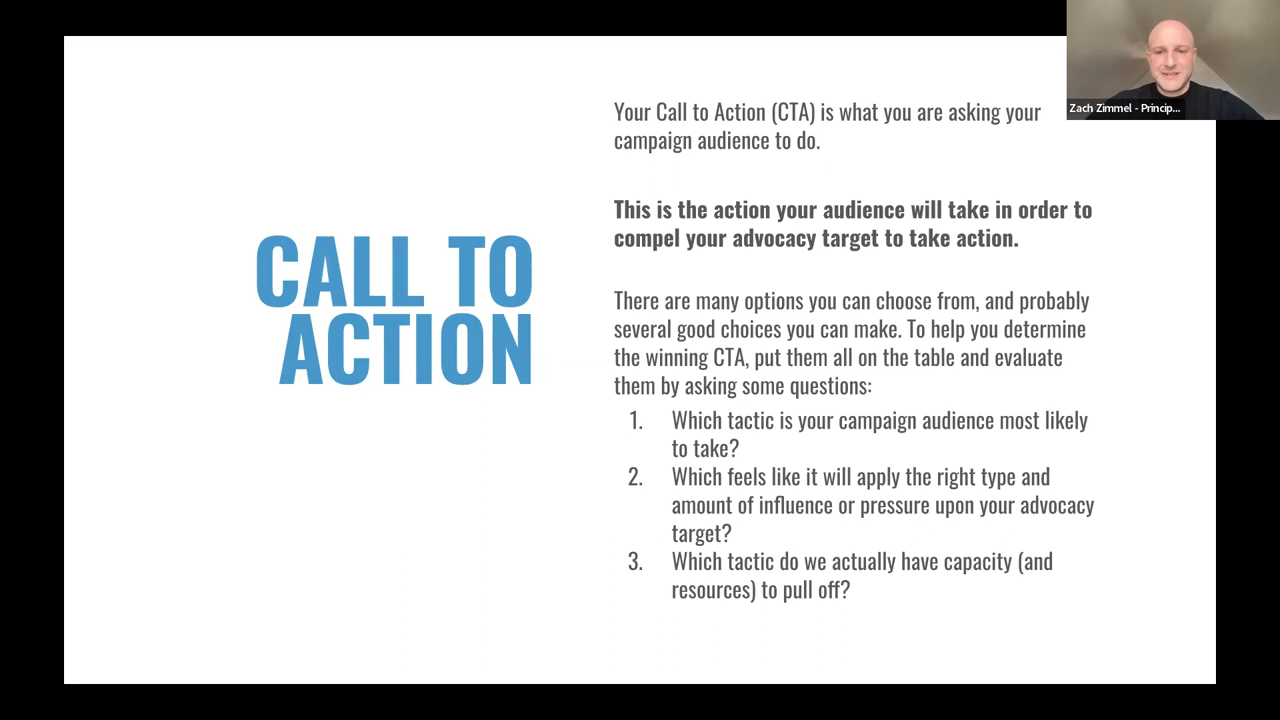 Zach Zimmel - Princip...
Your Call to Action (CTA) is what you are asking your
campaign audience to do.
This is the action your audience will take in order to
compel your advocacy target to take action.
CALL TO
ACTION
There are many options you can choose from, and probably
several good choices you can make. To help you determine
the winning CTA, put them all on the table and evaluate
them by asking some questions:
1. Which tactic is your campaign audience most likely
to take?
2. Which feels like it will apply the right type and
amount of influence or pressure upon your advocacy
target?
3. Which tactic do we actually have capacity (and
resources) to pull off?